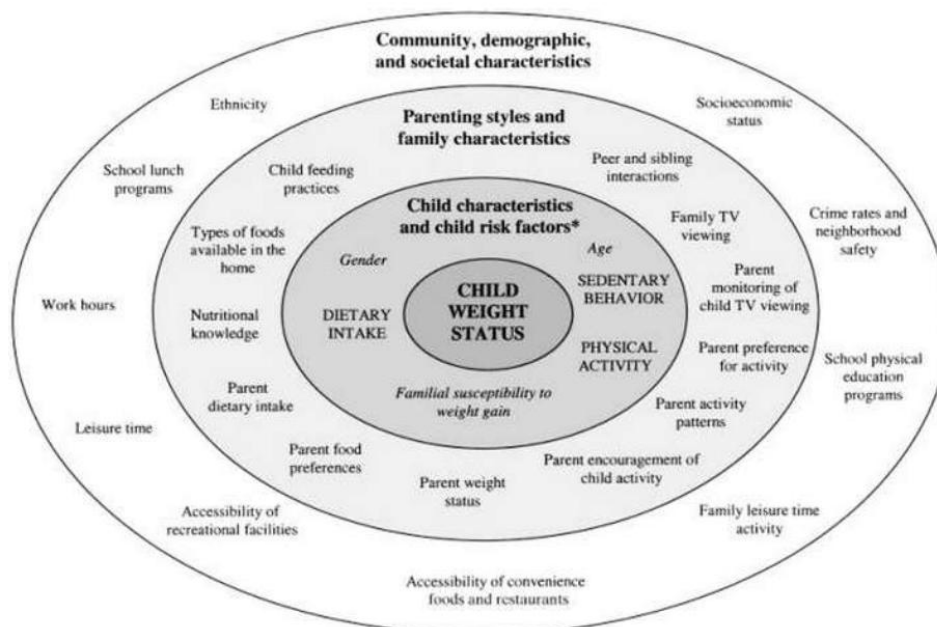 Community, demographic,
and societal characteristics
Ethnicity
Socioeconomic
status
Parenting styles and
family characteristics
School lunch
programs
Child feeding
practices
Peer and sibling
interactions
Child characteristics
and child risk factors*
Crime rates and
neighborhood
safety
Types of foods
available in the
home
Family TV
viewing
Gender
Age
Work hours
Nutritional
knowledge
DIETARY
INTAKE
CHILD
WEIGHT
STATUS
SEDENTARY
BEHAVIOR
Parent
monitoring of
child TV viewing
PHYSICAL
ACTIVITY
Parent preference
for activity
School physical
education
programs
Parent
dietary intake
Familial susceptibility to
weight gain
Parent activity
patterns
Leisure time
Parent food
preferences
Parent weight
status
Parent encouragement of
child activity
Accessibility of
recreational facilities
Family leisure time
activity
Accessibility of convenience
foods and restaurants